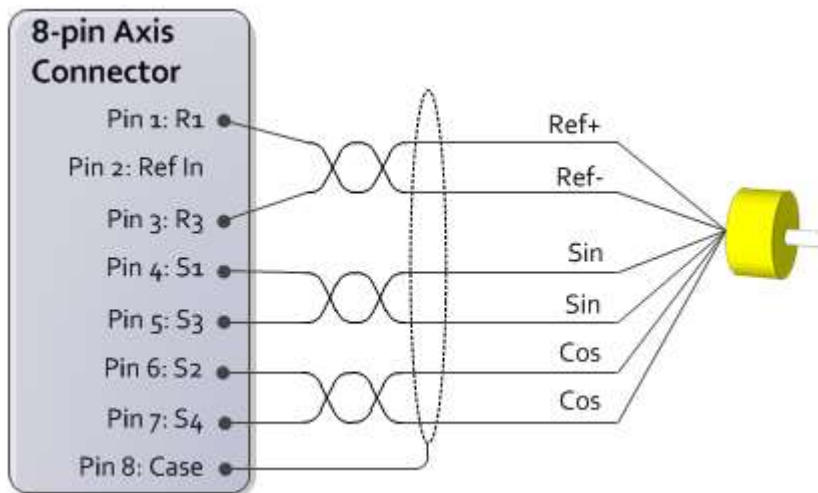 8-pin Axis
Connector
Pin 1: R1
Pin 2: Ref In
Pin 3: R3
Pin 4: S1
Pin 5: S3
Pin 6: S2
Pin 7: S4
Pin 8: Case
Ref+
Ref-
Sin
Sin
Cos
Cos